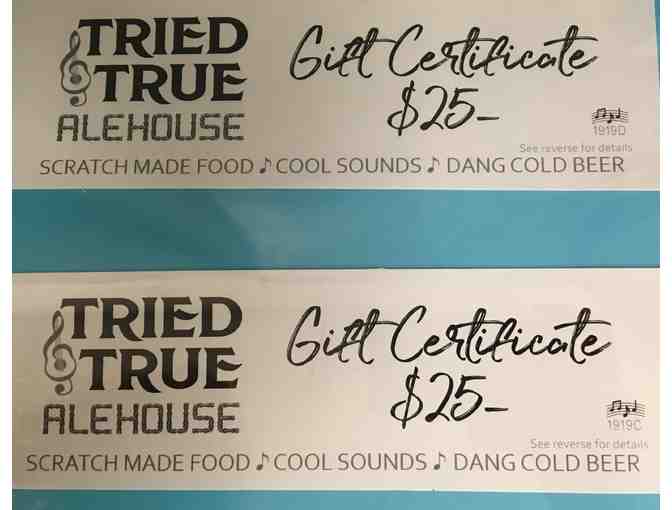 TRIED
& TRUE
ALEHOUSE
Gift Certificate
$25–
1919D
See reverse for details
SCRATCH MADE FOOD ♪ COOL SOUNDS ♪ DANG COLD BEER
TRIED
& TRUE
ALEHOUSE
Gift Certificate
$25–
1919C
See reverse for details
SCRATCH MADE FOOD ♪ COOL SOUNDS ♪ DANG COLD BEER